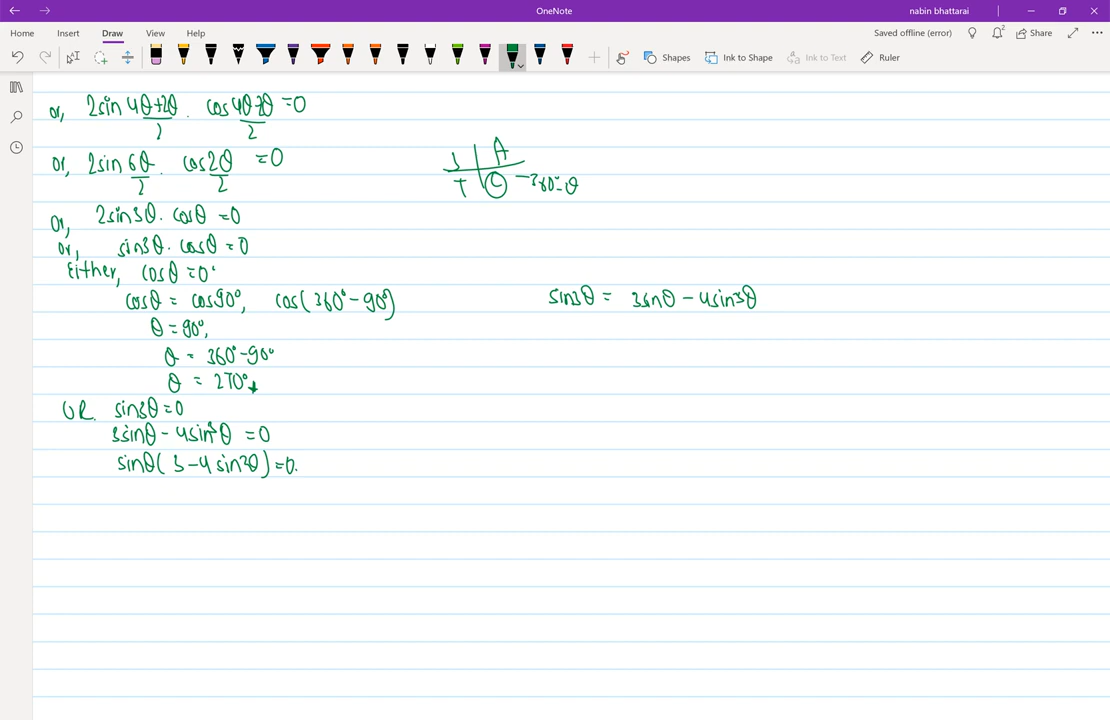 OneNote
nabin bhattarai
Home Insert Draw View Help
Saved offline (error)
Share
Shapes
Ink to Shape
Ink to Text
Ruler
or, 2sin 4θ+2θ/2 . cos 4θ-2θ/2 =0
or, 2sin 6θ/2 . cos 2θ/2 =0
S A
T C -360°-θ
or, 2sin3θ . cosθ =0
or, sin3θ . cosθ =0
Either, cosθ =0°
cosθ = cos90°, cos(360°-90°)
sin3θ = 3sinθ - 4sin3θ
θ =90°,
θ = 360°-90°
θ = 270°
OR. sin3θ =0
3sinθ - 4sin³θ =0
sinθ( 3-4sin2θ) =0.